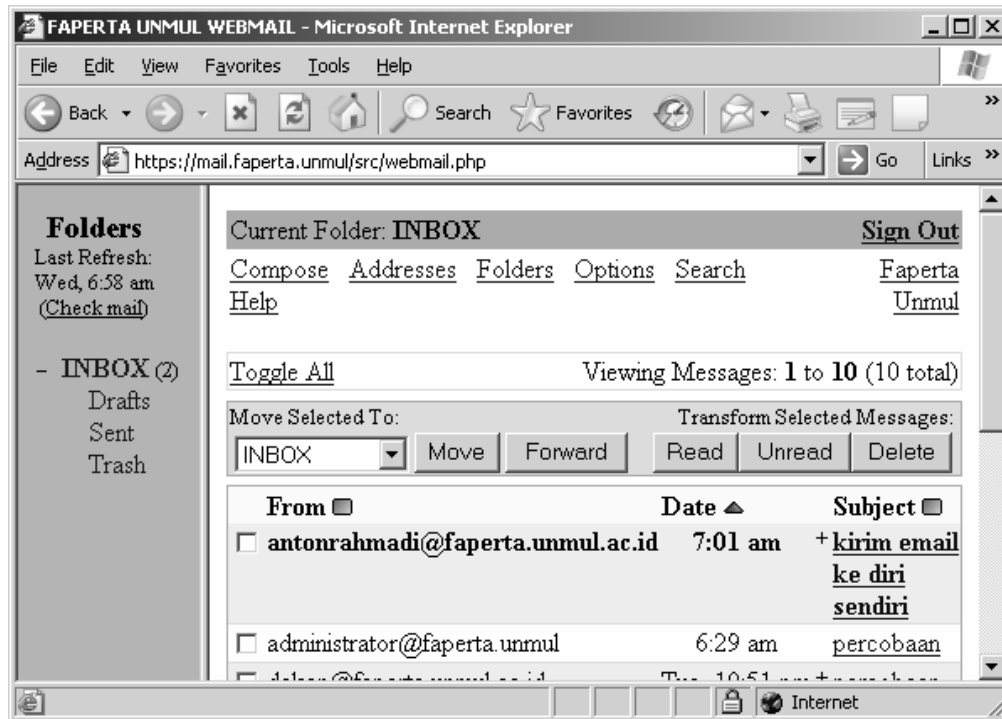 FAPERTA UNMUL WEBMAIL - Microsoft Internet Explorer
File Edit View Favorites Tools Help
Back Search Favorites »
Address https://mail.faperta.unmul/src/webmail.php Go Links »
Folders
Last Refresh:
Wed, 6:58 am
(Check mail)
– INBOX (2)
Drafts
Sent
Trash
Current Folder: INBOX Sign Out
Compose Addresses Folders Options Search Faperta
Help Unmul
Toggle All Viewing Messages: 1 to 10 (10 total)
Move Selected To: Transform Selected Messages:
INBOX Move Forward Read Unread Delete
From Date Subject
antonrahmadi@faperta.unmul.ac.id 7:01 am + kirim email
ke diri
sendiri
administrator@faperta.unmul 6:29 am percobaan
Internet